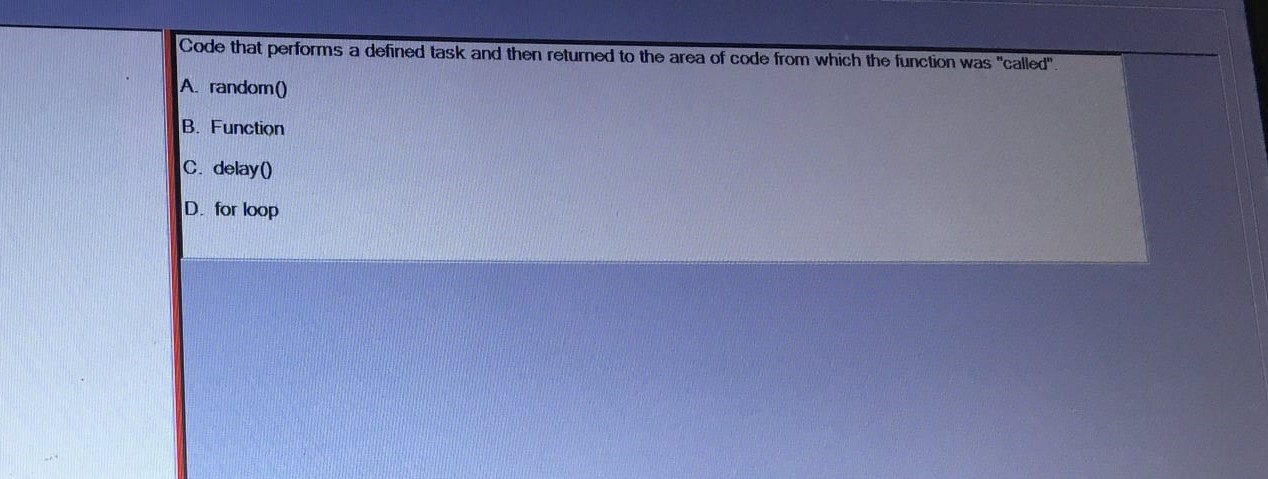 Code that performs a defined task and then returned to the area of code from which the function was "called".
A. random()
B. Function
C. delay()
D. for loop